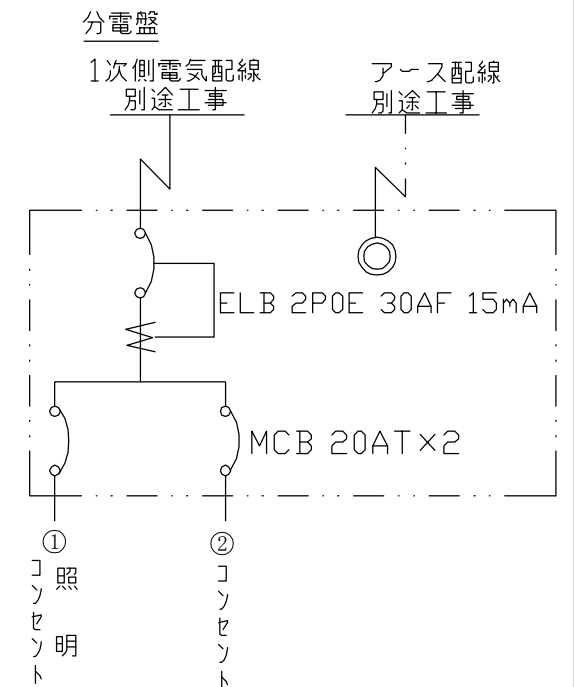 分電盤
1次側電気配線
別途工事
アース配線
別途工事
ELB 2P0E 30AF 15mA
MCB 20AT×2
①
照明
コンセント
②
コンセント